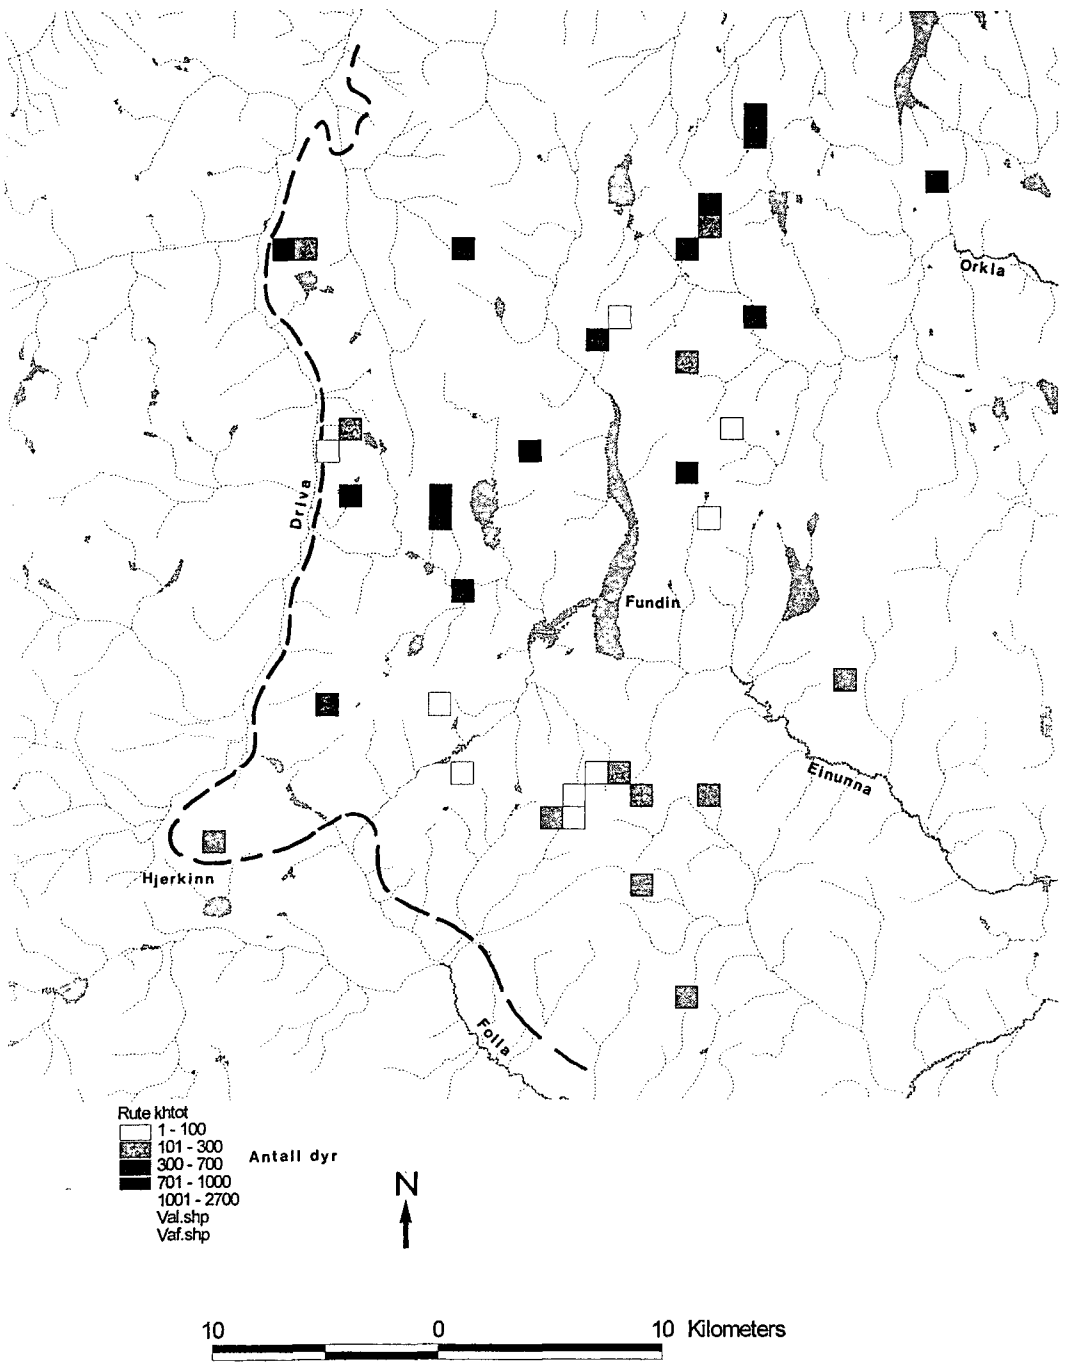 Orkla
Driva
Fundin
Einunna
Hjerkinn
Folla
Rute khtot
1 - 100
101 - 300
300 - 700
701 - 1000
1001 - 2700
Val.shp
Vaf.shp
Antall dyr
N
10 0 10 Kilometers